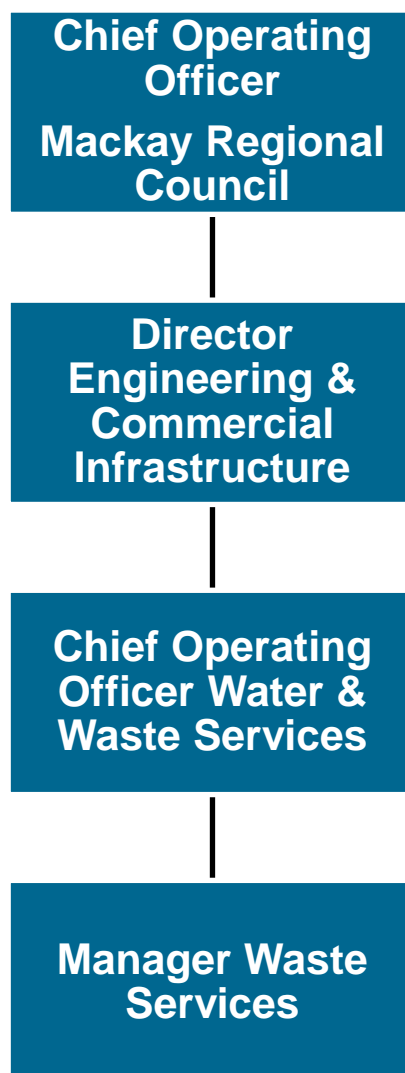 Chief Operating
Officer
Mackay Regional
Council
Director
Engineering &
Commercial
Infrastructure
Chief Operating
Officer Water &
Waste Services
Manager Waste
Services